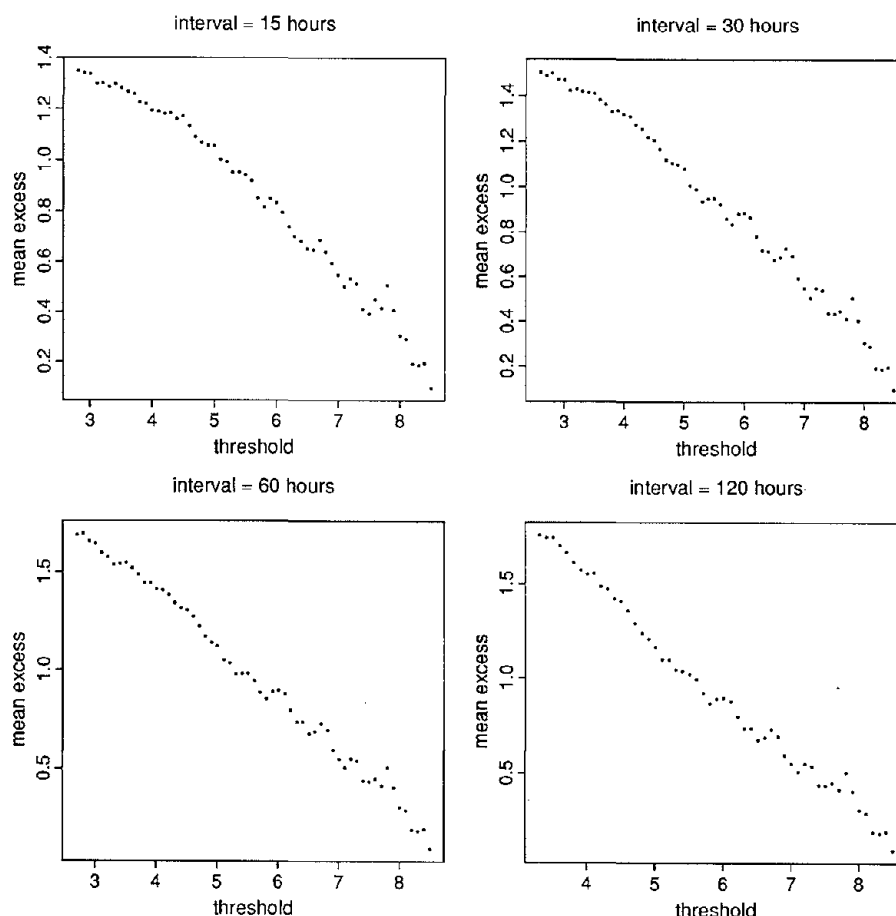 interval = 15 hours
mean excess
1.4
1.2
1.0
0.8
0.6
0.4
0.2
3 4 5 6 7 8
threshold
interval = 30 hours
mean excess
1.4
1.2
1.0
0.8
0.6
0.4
0.2
3 4 5 6 7 8
threshold
interval = 60 hours
mean excess
1.5
1.0
0.5
3 4 5 6 7 8
threshold
interval = 120 hours
mean excess
1.5
1.0
0.5
4 5 6 7 8
threshold